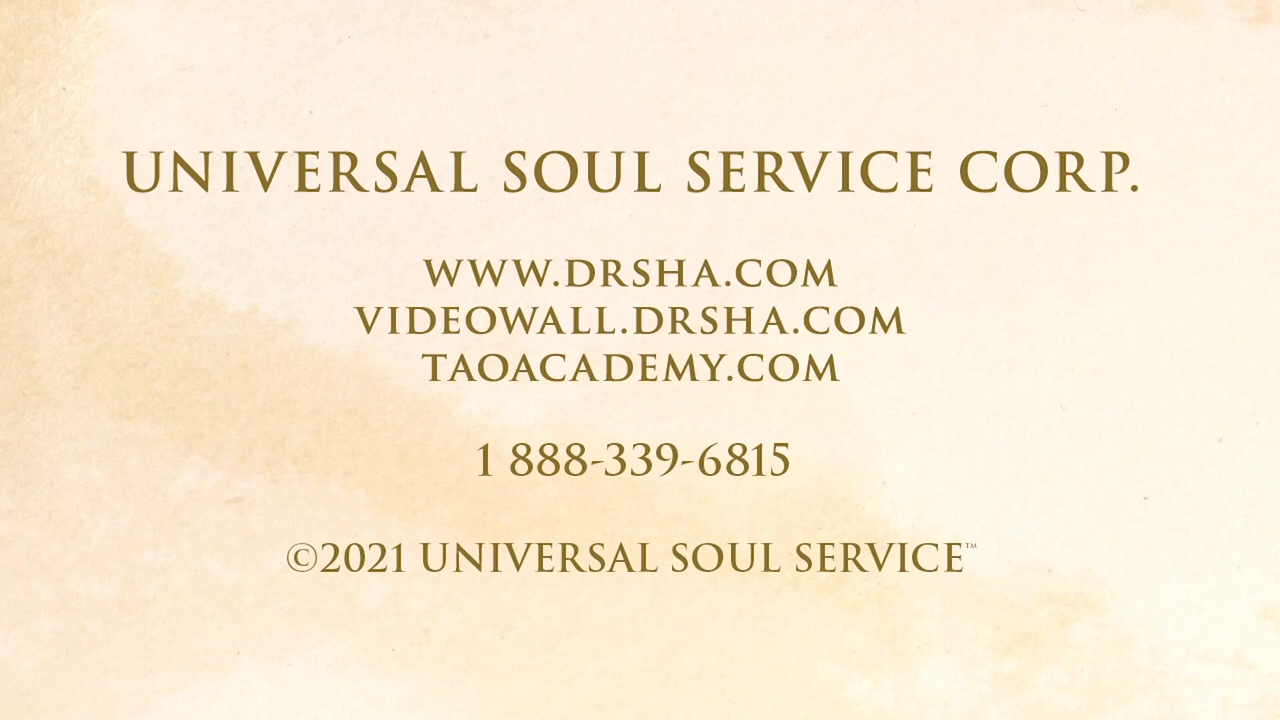 UNIVERSAL SOUL SERVICE CORP.
WWW.DRSHA.COM
VIDEOWALL.DRSHA.COM
TAOACADEMY.COM
1 888-339-6815
©2021 UNIVERSAL SOUL SERVICE™